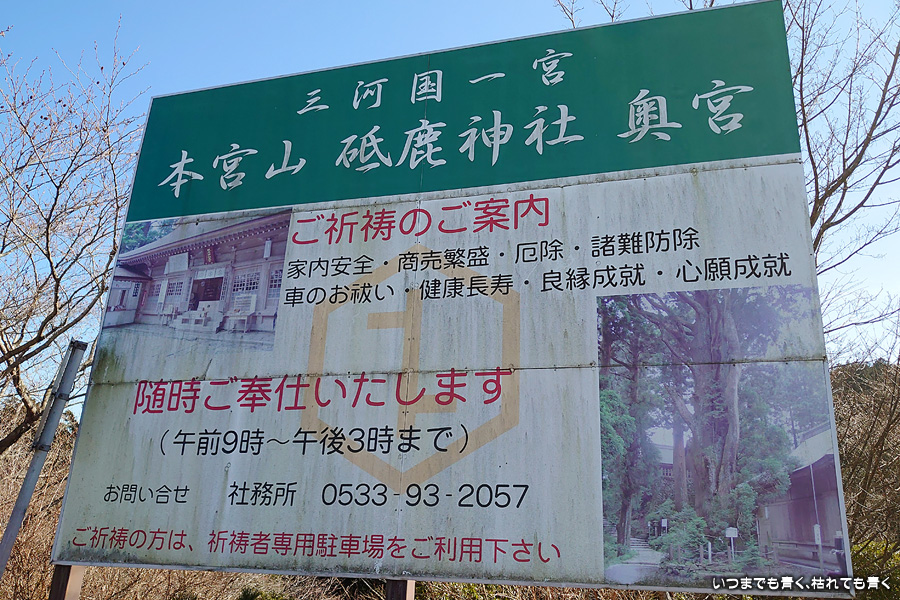 三河国一宮
本宮山 砥鹿神社 奥宮
ご祈祷のご案内
家内安全・商売繁盛・厄除・諸難防除
車のお祓い・健康長寿・良縁成就・心願成就
随時ご奉仕いたします
（午前9時～午後3時まで）
お問い合せ 社務所 0533-93-2057
ご祈祷の方は、祈祷者専用駐車場をご利用下さい
いつまでも青く、枯れても青く